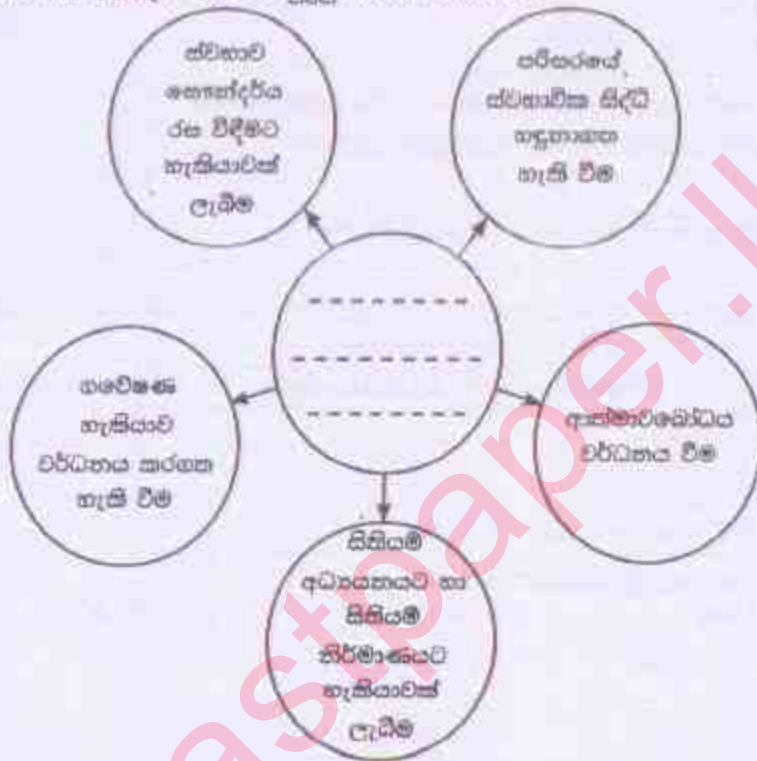 ස්වභාව
සෞන්දර්ය
රස විඳීමට
හැකියාවක්
ලැබීම
පරිසරයේ
ස්වභාවික සිද්ධි
හඳුනාගත
හැකි වීම
ගවේෂණ
හැකියාව
වර්ධනය කරගත
හැකි වීම
ආත්මාවබෝධය
වර්ධනය වීම
සිතියම්
අධ්‍යයනයට හා
සිතියම්
නිර්මාණයට
හැකියාවක්
ලැබීම
astpaper.l